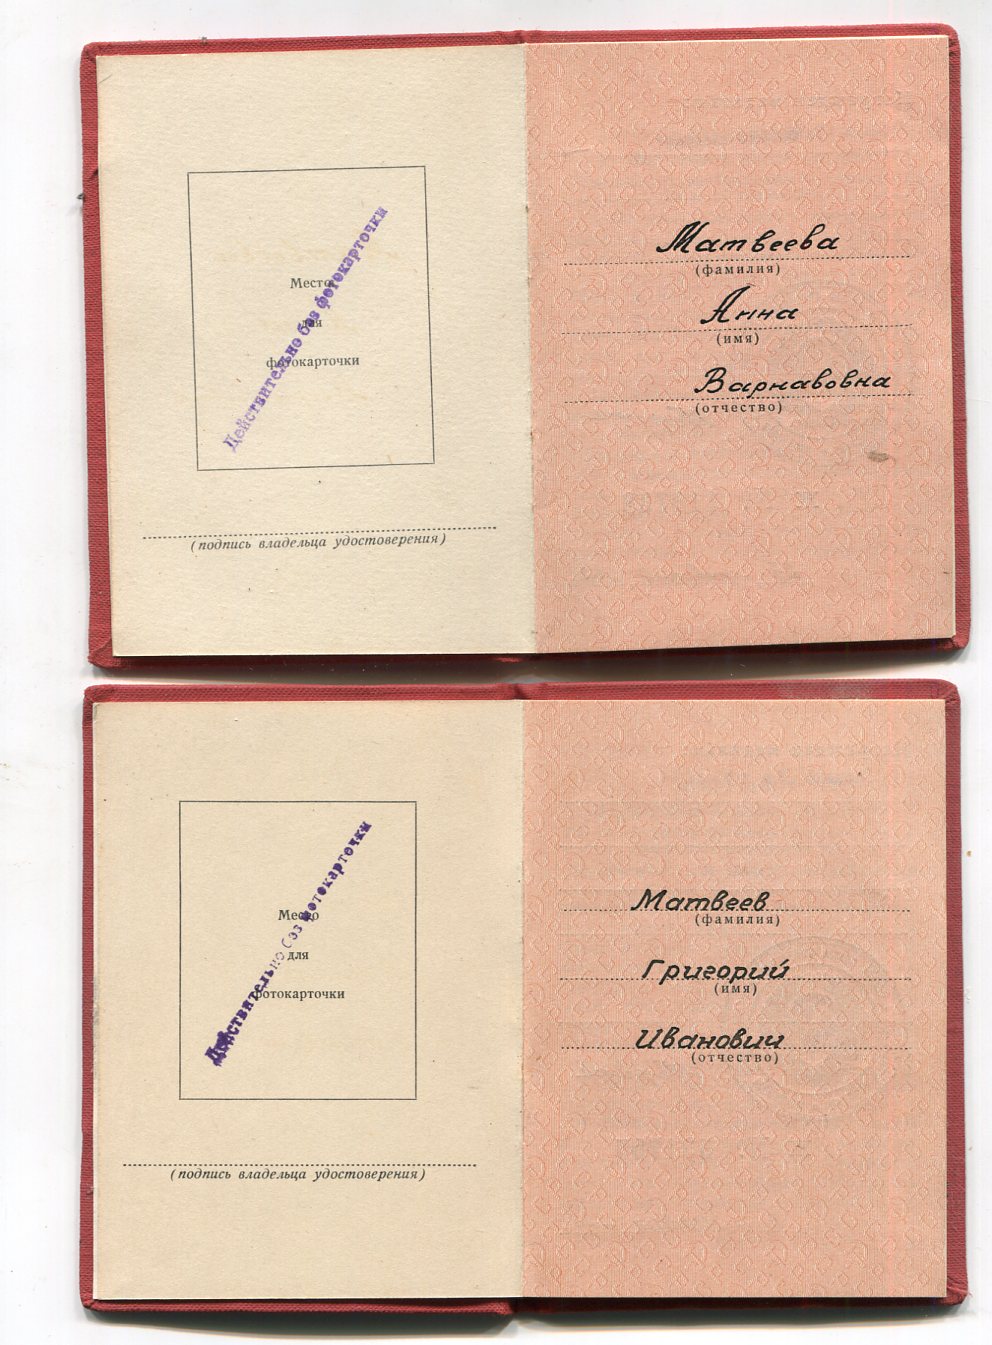 Место
для
фотокарточки
Действительно без фотокарточки
(подпись владельца удостоверения)
Матвеева
(фамилия)
Анна
(имя)
Варнавовна
(отчество)
Место
для
фотокарточки
Действительно без фотокарточки
(подпись владельца удостоверения)
Матвеев
(фамилия)
Григорий
(имя)
Иванович
(отчество)